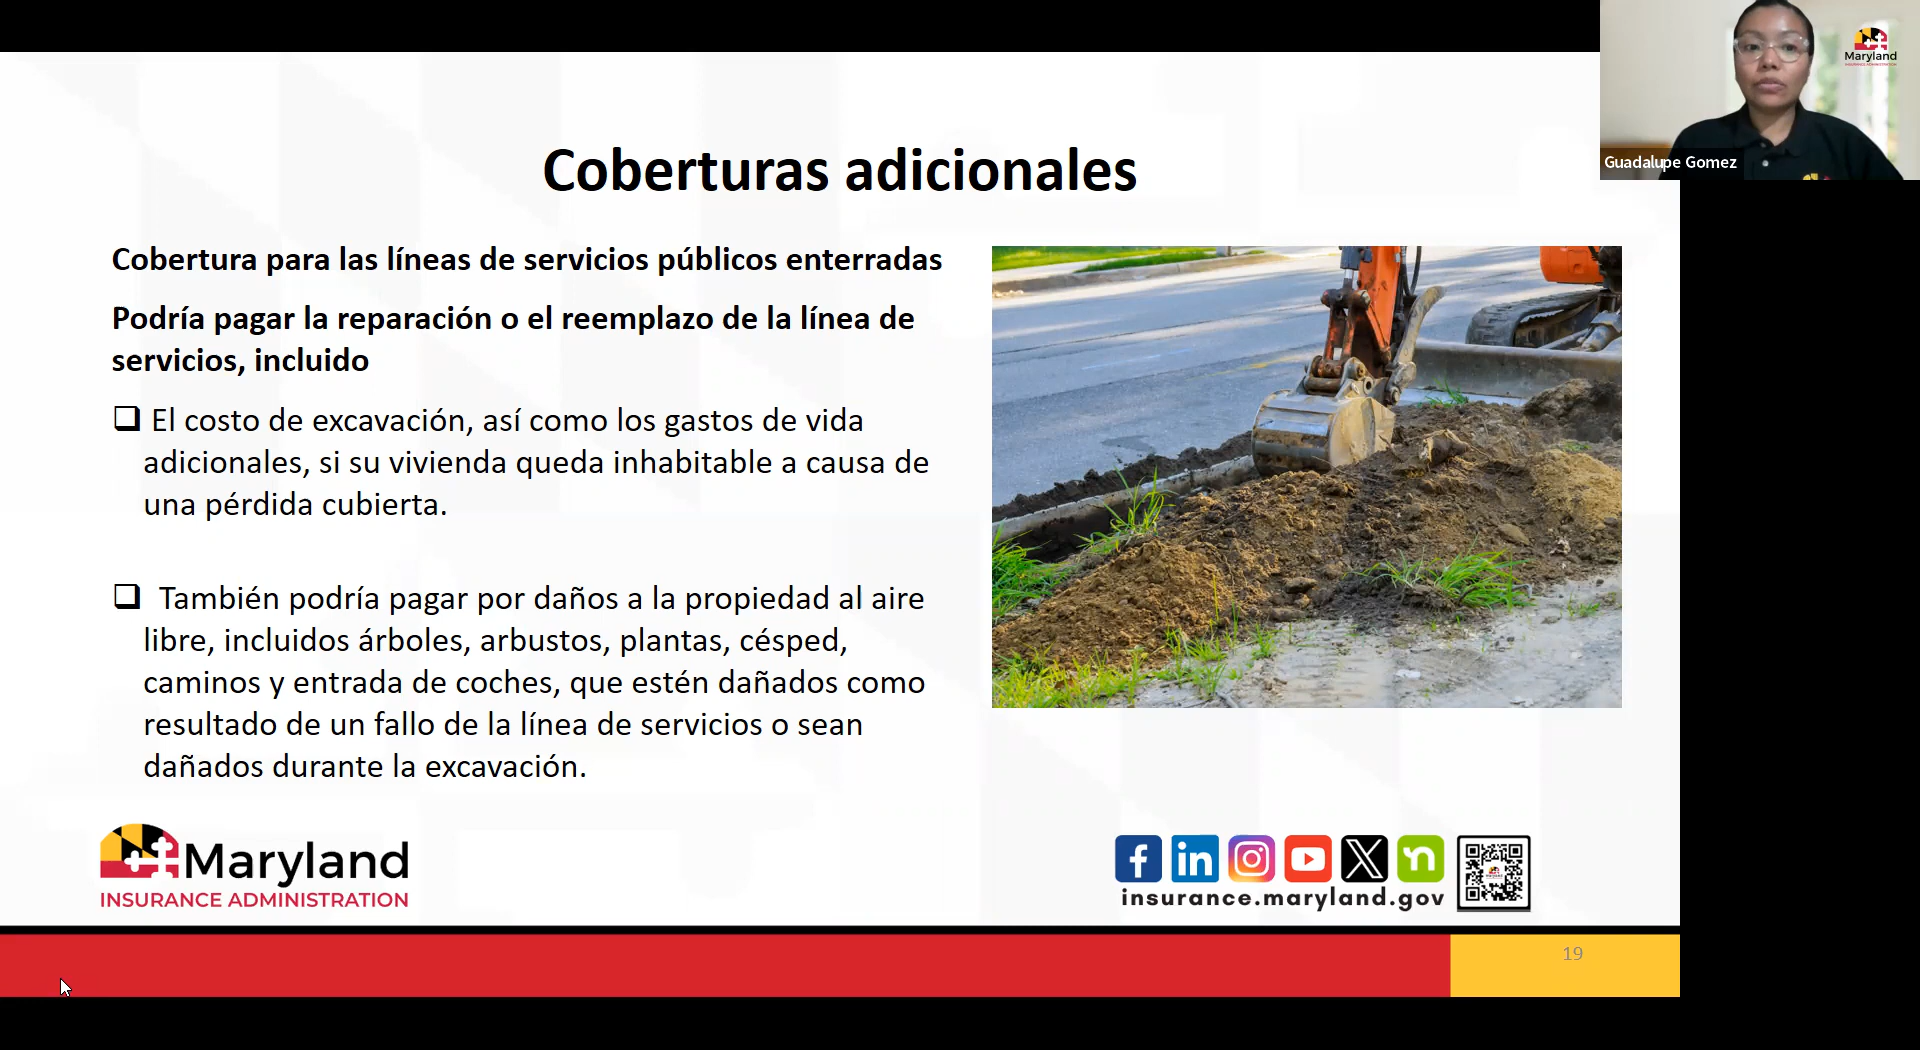 Coberturas adicionales
Cobertura para las líneas de servicios públicos enterradas
Podría pagar la reparación o el reemplazo de la línea de
servicios, incluido
El costo de excavación, así como los gastos de vida
adicionales, si su vivienda queda inhabitable a causa de
una pérdida cubierta.
También podría pagar por daños a la propiedad al aire
libre, incluidos árboles, arbustos, plantas, césped,
caminos y entrada de coches, que estén dañados como
resultado de un fallo de la línea de servicios o sean
dañados durante la excavación.
Maryland
INSURANCE ADMINISTRATION
insurance.maryland.gov
19
Maryland
Guadalupe Gomez